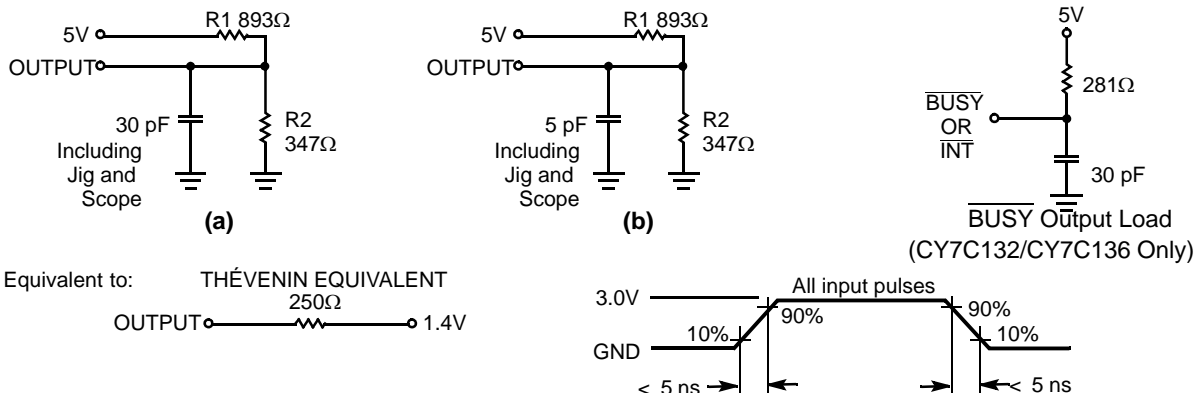 R1 893Ω
5V
OUTPUT
30 pF
Including
Jig and
Scope
R2
347Ω
(a)
R1 893Ω
5V
OUTPUT
5 pF
Including
Jig and
Scope
R2
347Ω
(b)
5V
281Ω
BUSY
OR
INT
30 pF
BUSY Output Load
(CY7C132/CY7C136 Only)
Equivalent to:
THÉVENIN EQUIVALENT
250Ω
OUTPUT
1.4V
All input pulses
3.0V
90%
90%
10%
10%
GND
< 5 ns
< 5 ns